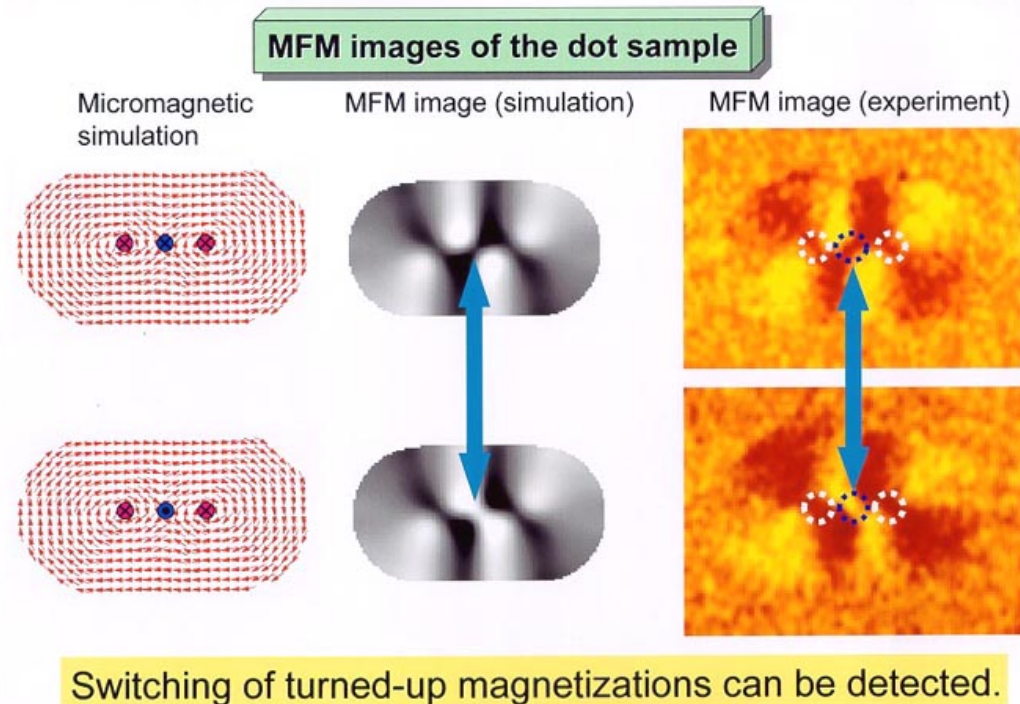 MFM images of the dot sample
Micromagnetic
simulation
MFM image (simulation)
MFM image (experiment)
Switching of turned-up magnetizations can be detected.